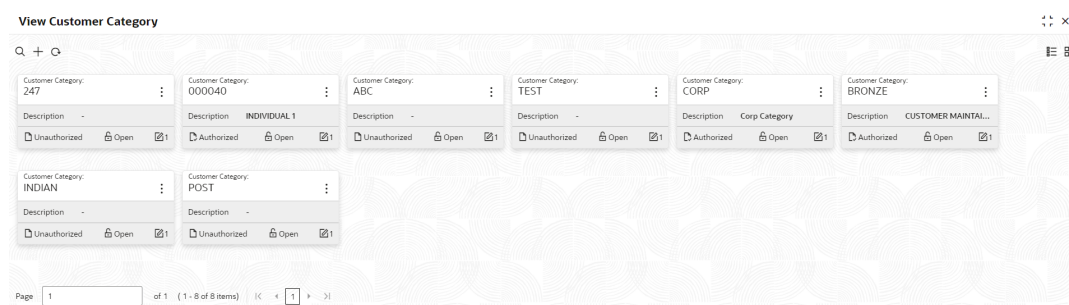 View Customer Category
Customer Category: Customer Category: Customer Category: Customer Category: Customer Category: Customer Category:
247 000040 ABC TEST CORP BRONZE
Description - Description INDIVIDUAL 1 Description - Description - Description Corp Category Description CUSTOMER MAINTAI...
Unauthorized Open 1 Authorized Open 1 Unauthorized Open 1 Unauthorized Open 1 Authorized Open 1 Authorized Open 1
Customer Category: Customer Category:
INDIAN POST
Description - Description -
Unauthorized Open 1 Unauthorized Open 1
Page 1 of 1 (1 - 8 of 8 items) 1